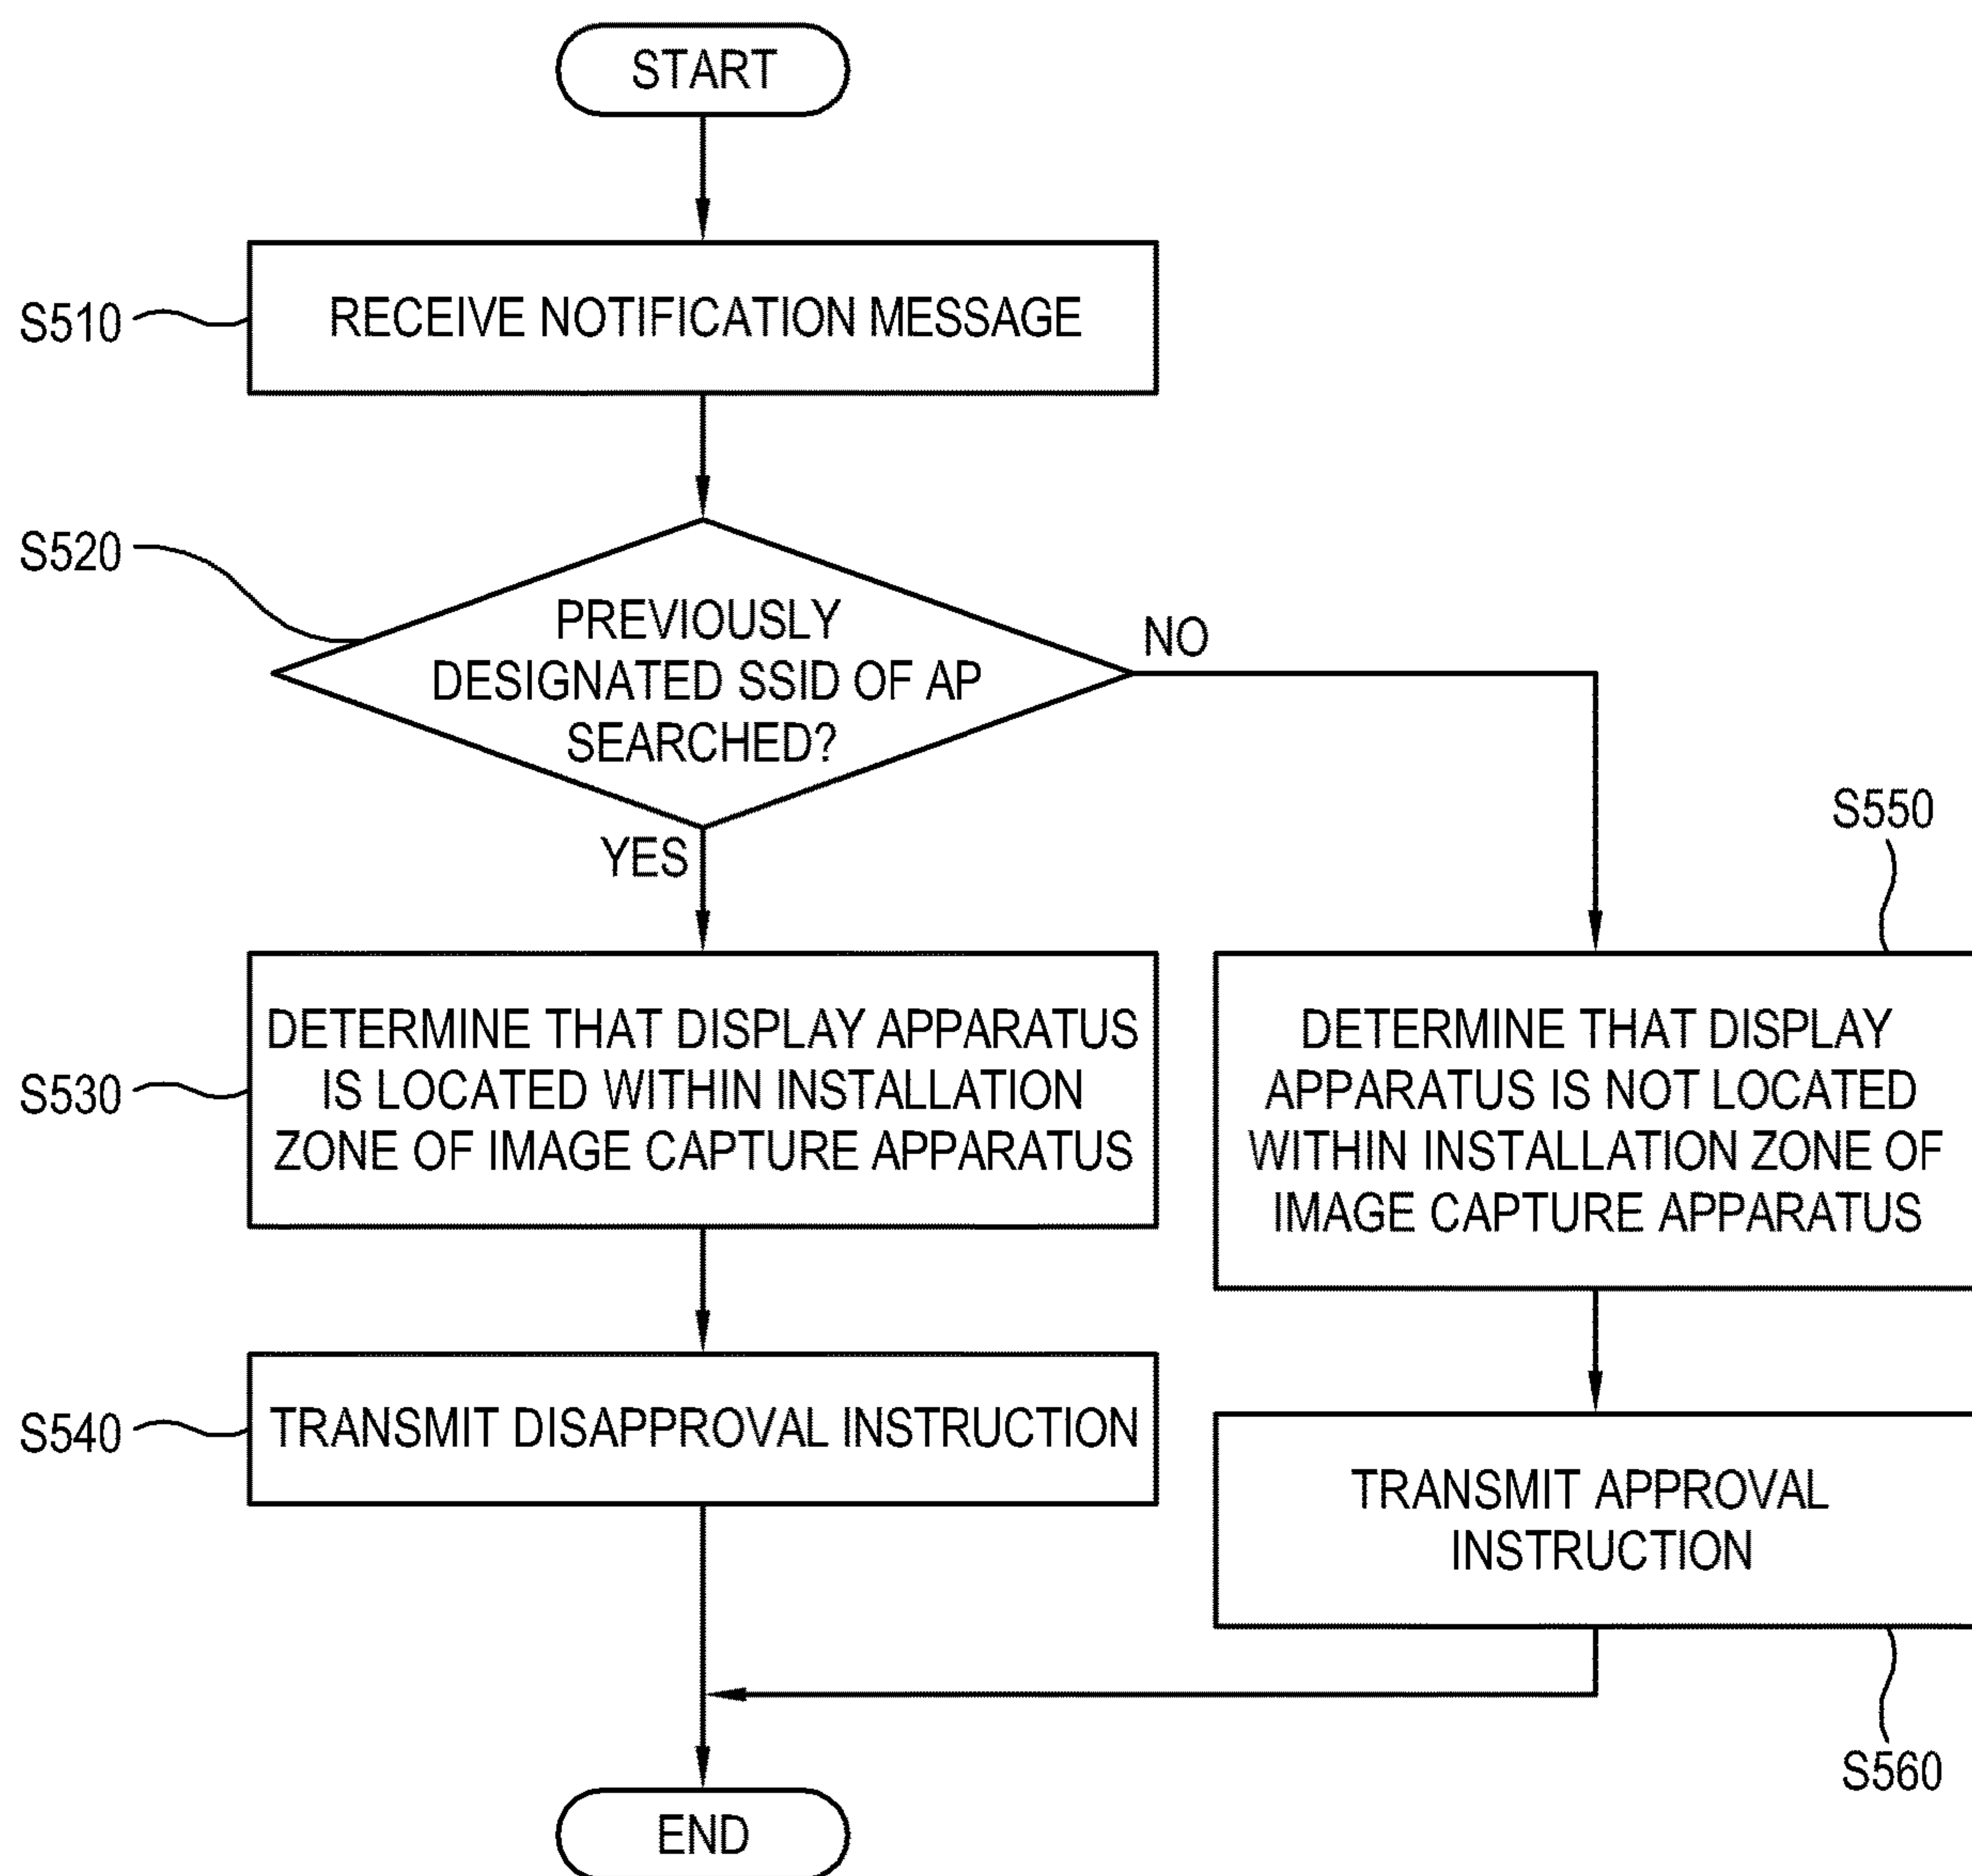 START
S510
RECEIVE NOTIFICATION MESSAGE
S520
PREVIOUSLY
DESIGNATED SSID OF AP
SEARCHED?
NO
YES
S530
DETERMINE THAT DISPLAY APPARATUS
IS LOCATED WITHIN INSTALLATION
ZONE OF IMAGE CAPTURE APPARATUS
S540
TRANSMIT DISAPPROVAL INSTRUCTION
S550
DETERMINE THAT DISPLAY
APPARATUS IS NOT LOCATED
WITHIN INSTALLATION ZONE OF
IMAGE CAPTURE APPARATUS
TRANSMIT APPROVAL
INSTRUCTION
S560
END